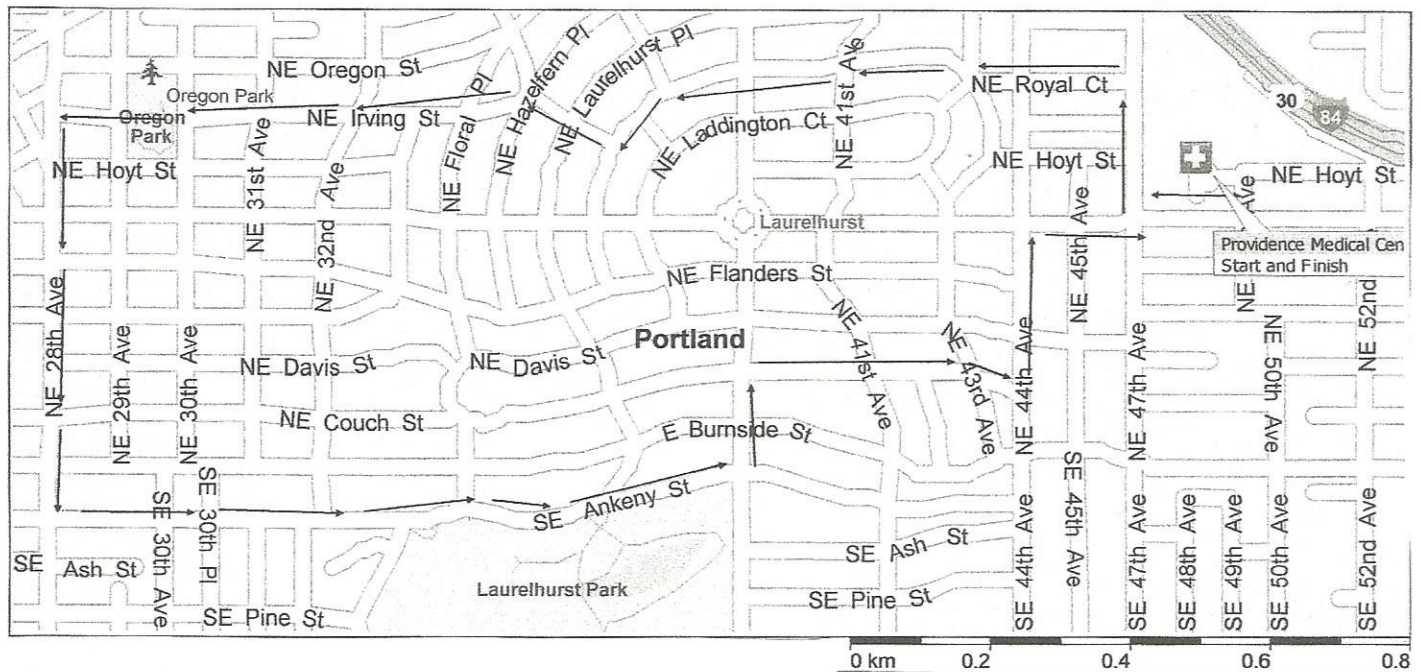 NE Oregon St
Oregon Park
Oregon
Park
NE Irving St
NE Hoyt St
NE 31st Ave
NE 32nd Ave
NE Floral Pl
NE Hazelfern Pl
NE Laurelhurst Pl
NE Laddington Ct
NE 41st Ave
NE Royal Ct
30
84
NE Hoyt St
NE Hoyt St
Ave
Laurelhurst
Providence Medical Cen
Start and Finish
NE 45th Ave
NE Flanders St
NE 28th Ave
NE 29th Ave
NE 30th Ave
NE Davis St
NE Davis St
Portland
NE 41st Ave
NE 43rd Ave
NE 44th Ave
NE 47th Ave
NE
NE 50th Ave
NE 52nd
NE Couch St
E Burnside St
SE 30th Ave
SE 30th Pl
SE Ankeny St
SE Ash St
SE Ash St
Laurelhurst Park
SE Pine St
SE Pine St
SE 44th Ave
SE 45th Ave
SE 47th Ave
SE 48th Ave
SE 49th Ave
SE 50th Ave
SE 52nd Ave
0 km 0.2 0.4 0.6 0.8